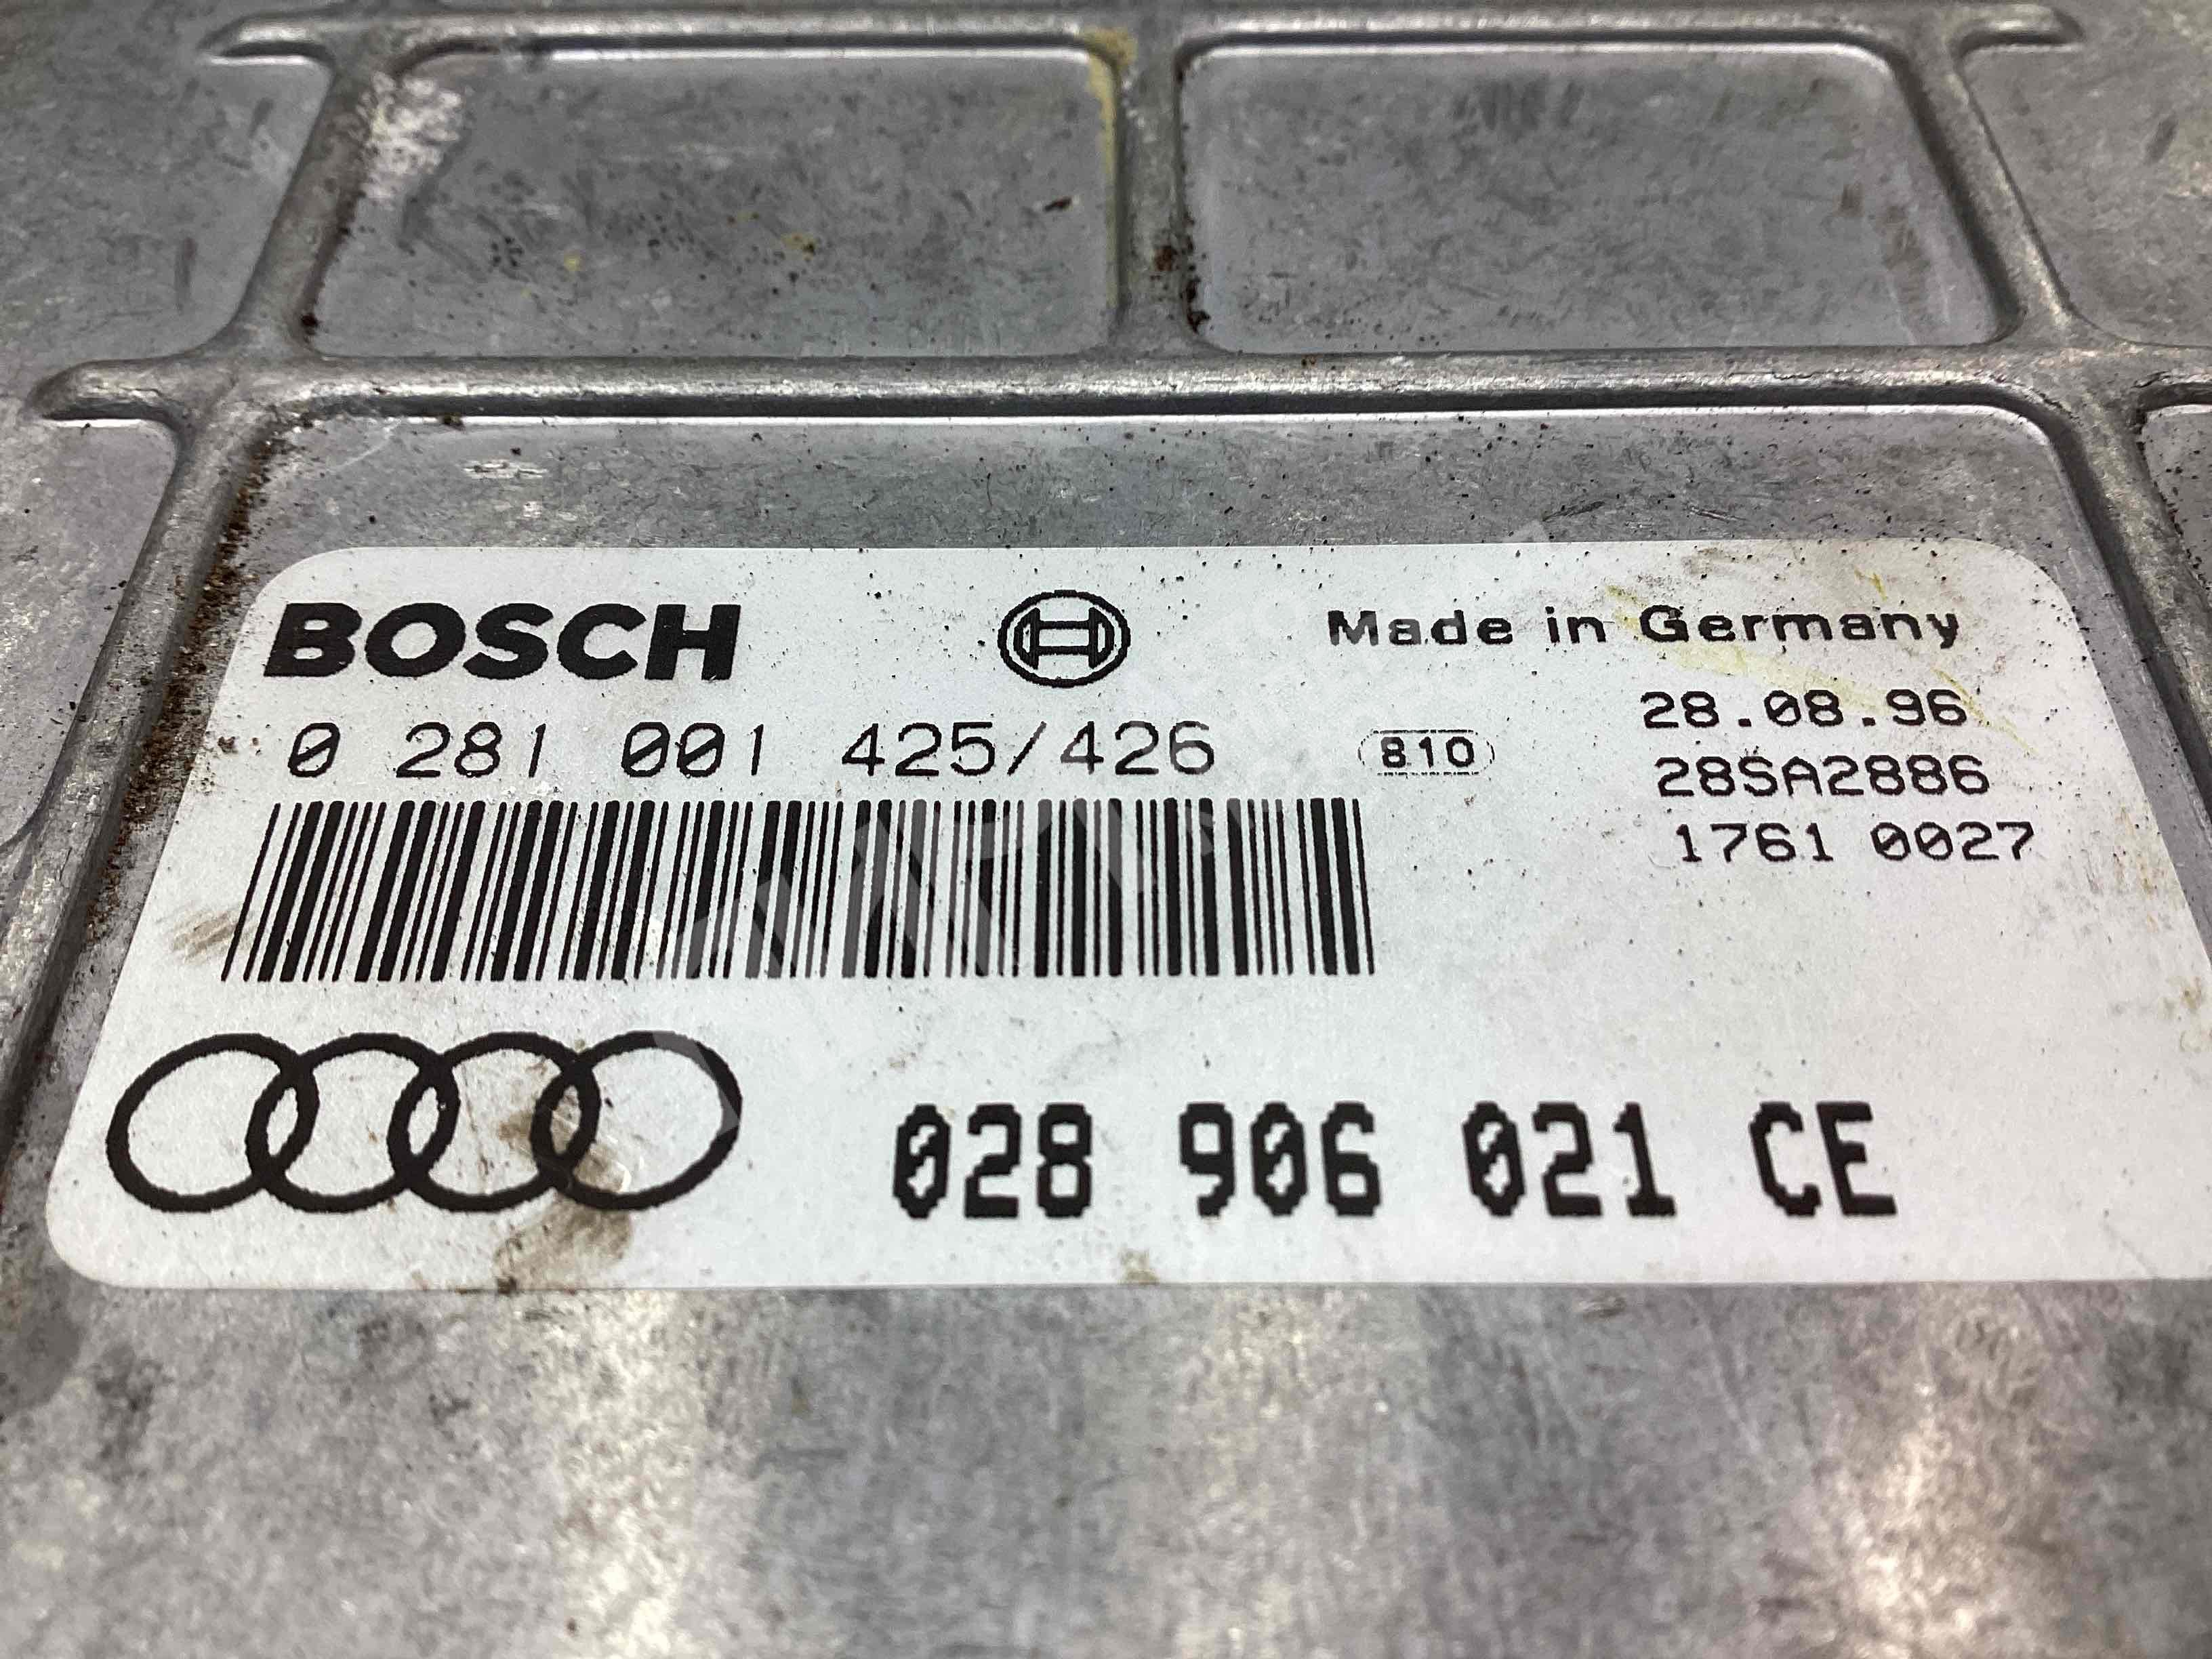 BOSCH
Made in Germany
0 281 001 425/426
810
28.08.96
28SA2886
1761 0027
028 906 021 CE